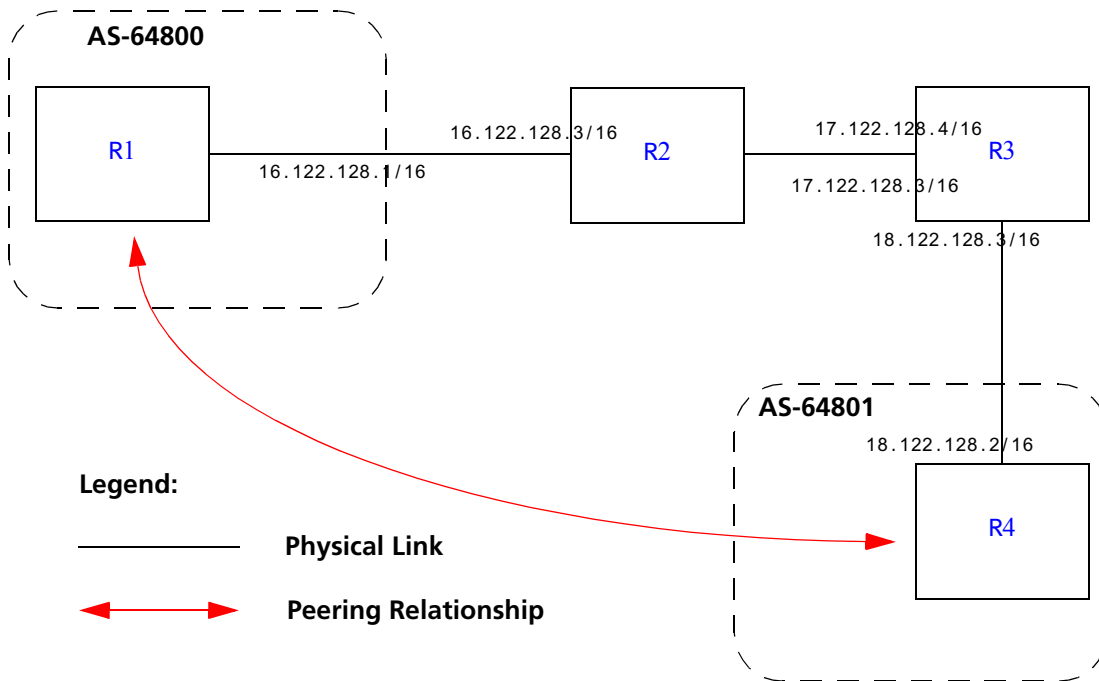 AS-64800
R1
16.122.128.3/16
16.122.128.1/16
R2
17.122.128.4/16
17.122.128.3/16
R3
18.122.128.3/16
AS-64801
18.122.128.2/16
R4
Legend:
Physical Link
Peering Relationship